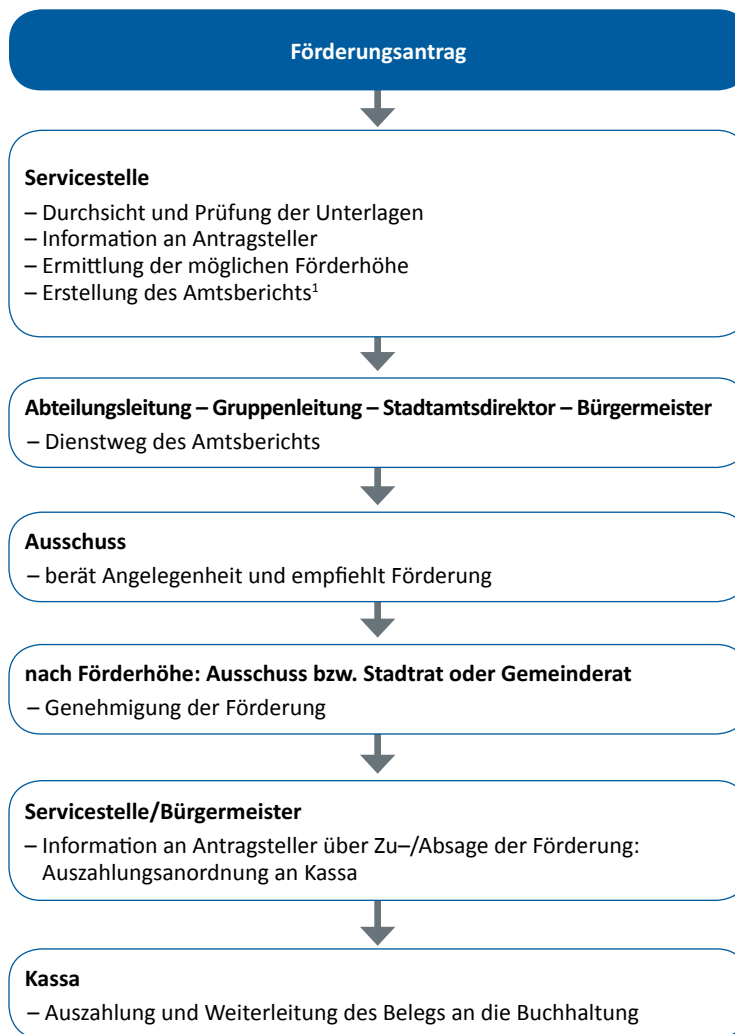 Förderungsantrag
Servicestelle
– Durchsicht und Prüfung der Unterlagen
– Information an Antragsteller
– Ermittlung der möglichen Förderhöhe
– Erstellung des Amtsberichts¹
Abteilungsleitung – Gruppenleitung – Stadtamtsdirektor – Bürgermeister
– Dienstweg des Amtsberichts
Ausschuss
– berät Angelegenheit und empfiehlt Förderung
nach Förderhöhe: Ausschuss bzw. Stadtrat oder Gemeinderat
– Genehmigung der Förderung
Servicestelle/Bürgermeister
– Information an Antragsteller über Zu–/Absage der Förderung:
Auszahlungsanordnung an Kassa
Kassa
– Auszahlung und Weiterleitung des Belegs an die Buchhaltung